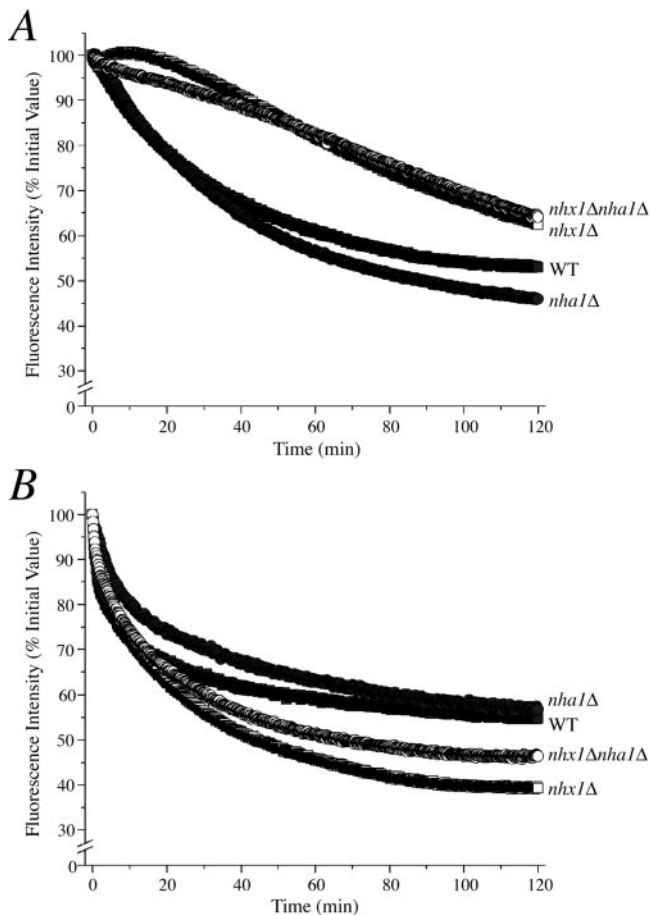 A
Fluorescence Intensity (% Initial Value)
100
90
80
70
60
50
40
30
0
nhx1Δnha1Δ
nhx1Δ
WT
nha1Δ
0 20 40 60 80 100 120
Time (min)
B
Fluorescence Intensity (% Initial Value)
100
90
80
70
60
50
40
30
0
nha1Δ
WT
nhx1Δnha1Δ
nhx1Δ
0 20 40 60 80 100 120
Time (min)